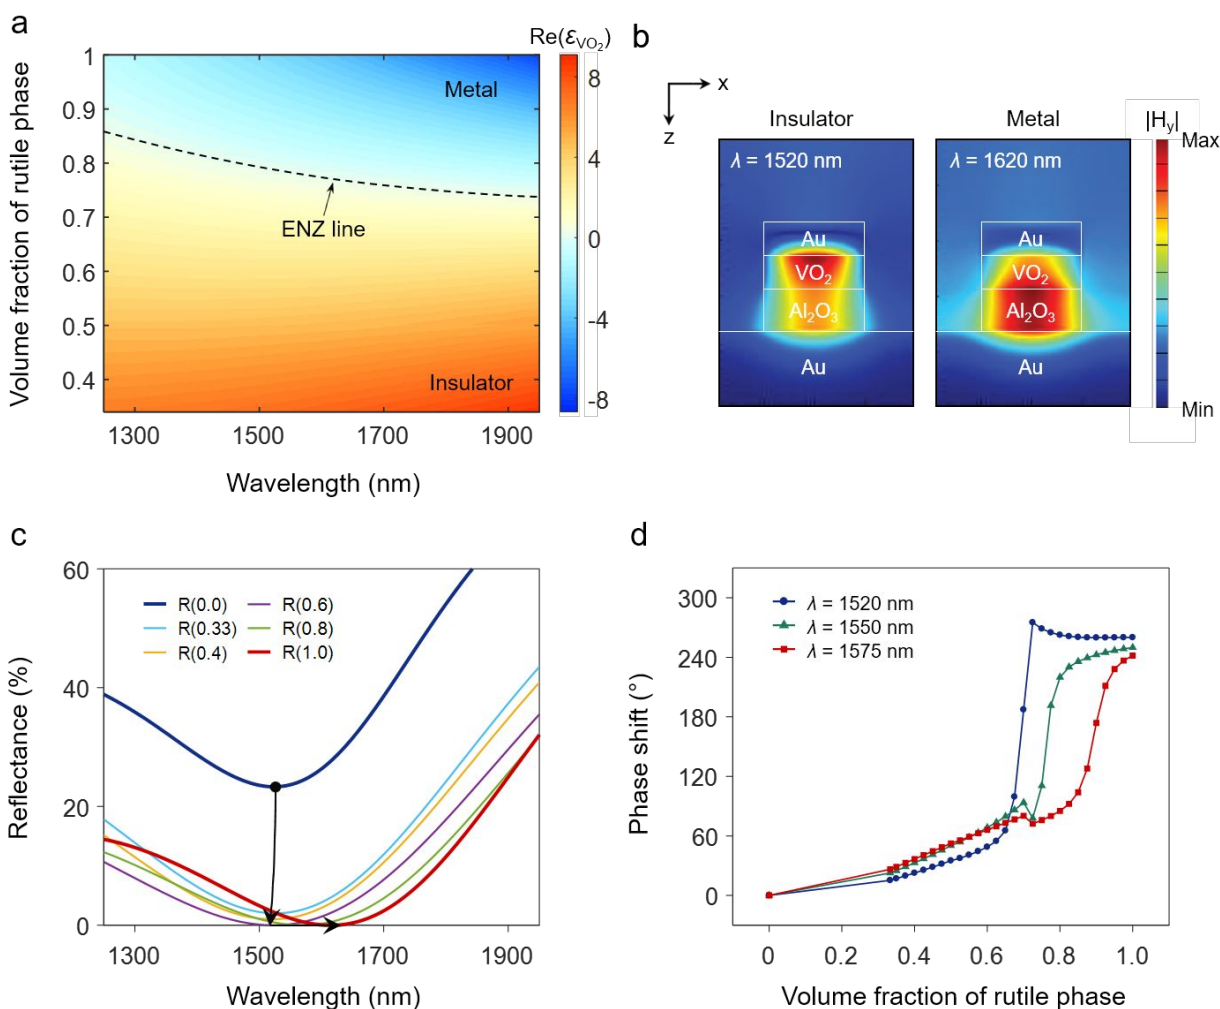 a
Re(ε_VO₂)
Volume fraction of rutile phase
1
0.9
0.8
0.7
0.6
0.5
0.4
Metal
ENZ line
Insulator
8
4
0
-4
-8
1300 1500 1700 1900
Wavelength (nm)
b
x
z
Insulator
Metal
|H_y|
λ = 1520 nm
λ = 1620 nm
Max
Min
Au
VO₂
Al₂O₃
Au
Au
VO₂
Al₂O₃
Au
c
Reflectance (%)
60
40
20
0
R(0.0) R(0.6)
R(0.33) R(0.8)
R(0.4) R(1.0)
1300 1500 1700 1900
Wavelength (nm)
d
Phase shift (°)
300
240
180
120
60
0
λ = 1520 nm
λ = 1550 nm
λ = 1575 nm
0 0.2 0.4 0.6 0.8 1.0
Volume fraction of rutile phase